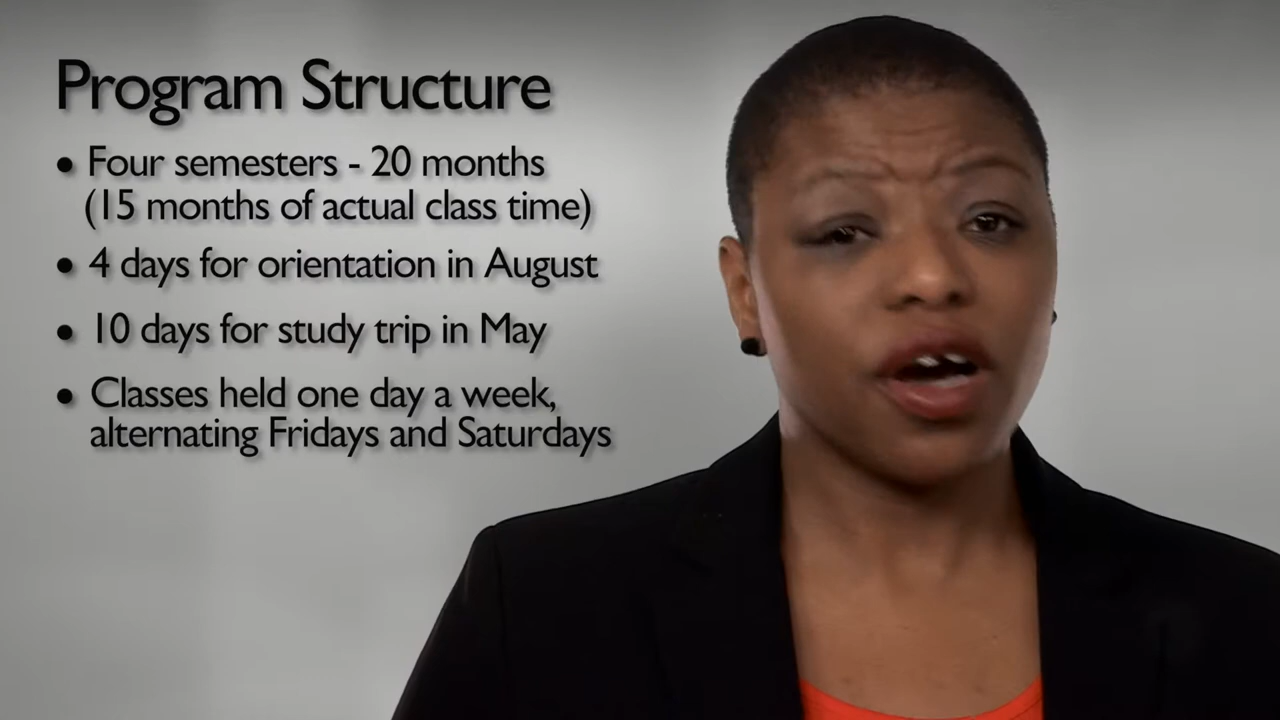 Program Structure
• Four semesters - 20 months
(15 months of actual class time)
• 4 days for orientation in August
• 10 days for study trip in May
• Classes held one day a week,
alternating Fridays and Saturdays